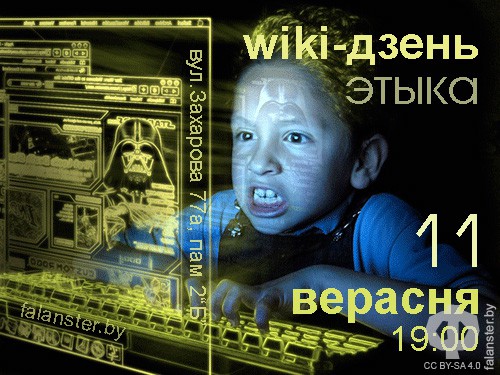 wiki-дзень
этыка
вул. Захарова 77а, пам. 2“Б”
11
верасня
19:00
falanster.by
falanster.by
CC BY-SA 4.0